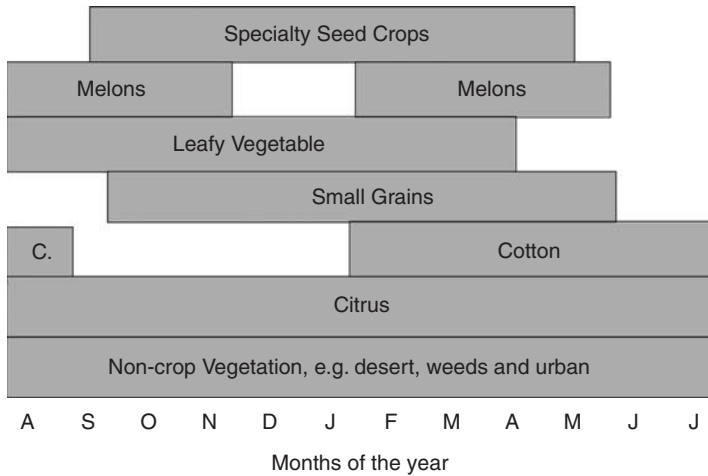 Specialty Seed Crops
Melons Melons
Leafy Vegetable
Small Grains
C. Cotton
Citrus
Non-crop Vegetation, e.g. desert, weeds and urban
A S O N D J F M A M J J
Months of the year